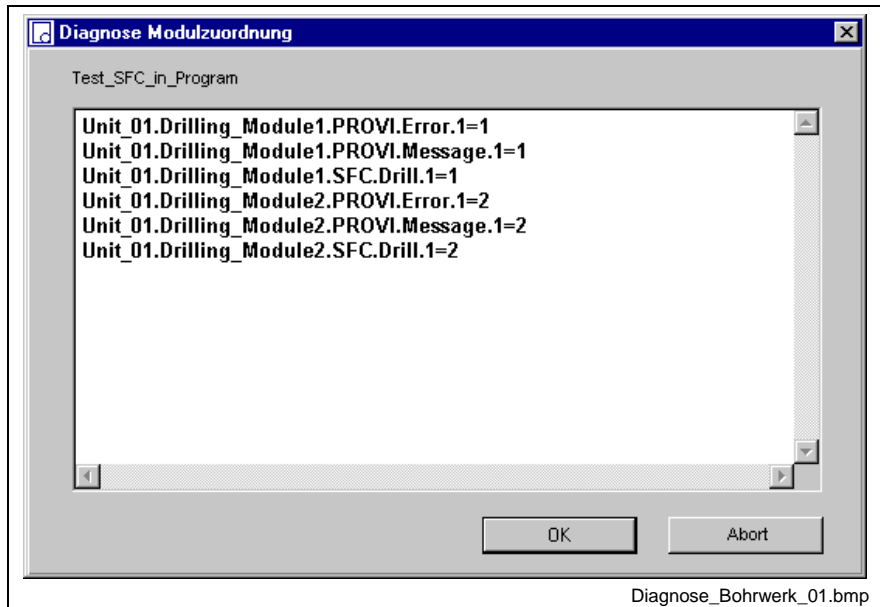 Diagnose Modulzuordnung
Test_SFC_in_Program
Unit_01.Drilling_Module1.PROVI.Error.1=1
Unit_01.Drilling_Module1.PROVI.Message.1=1
Unit_01.Drilling_Module1.SFC.Drill.1=1
Unit_01.Drilling_Module2.PROVI.Error.1=2
Unit_01.Drilling_Module2.PROVI.Message.1=2
Unit_01.Drilling_Module2.SFC.Drill.1=2
OK Abort
Diagnose_Bohrwerk_01.bmp